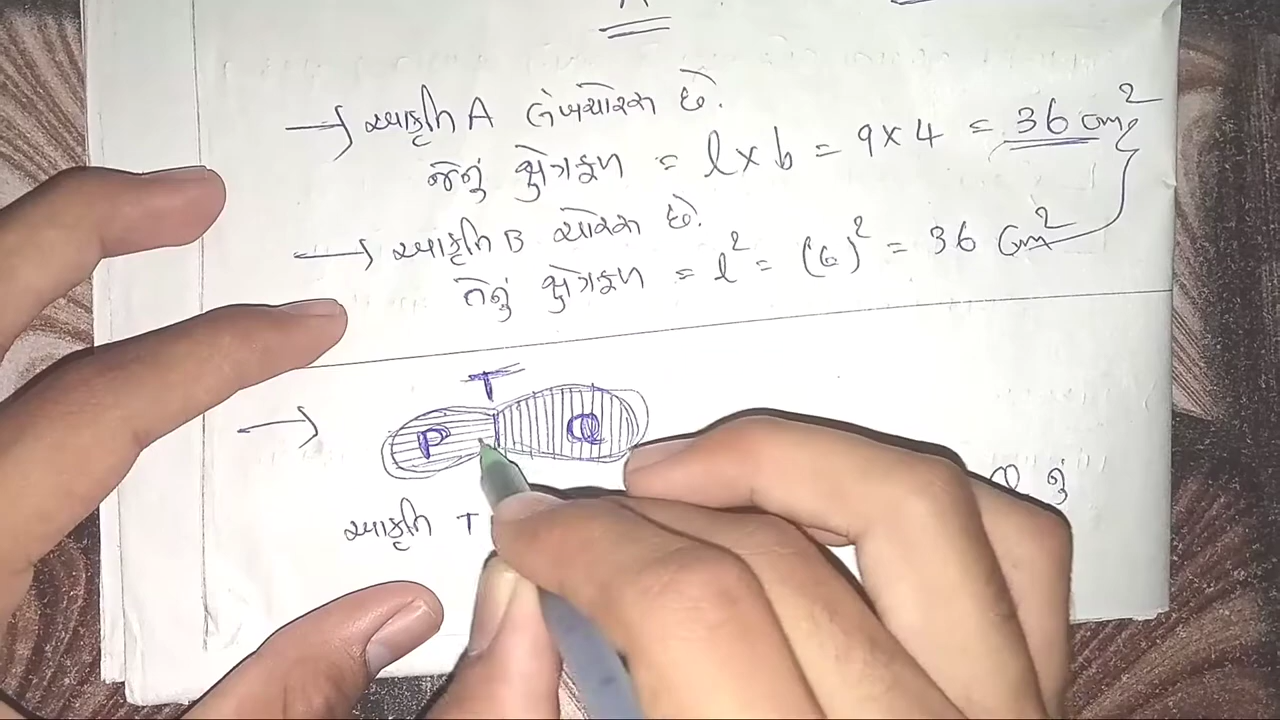 A
→ આકૃતિ A લંબચોરસ છે.
જેનું ક્ષેત્રફળ = l × b = 9 × 4 = 36 cm²
→ આકૃતિ B ચોરસ છે.
તેનું ક્ષેત્રફળ = l² = (6)² = 36 cm²
T
→ P Q
આકૃતિ T
Q નું